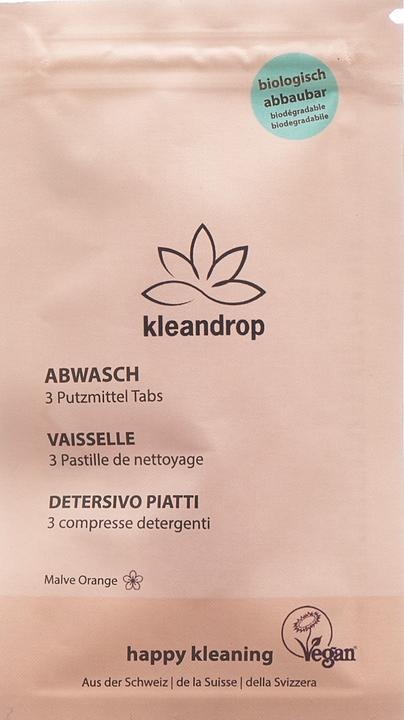 biologisch
abbaubar
biodégradable
biodegradabile
kleandrop
ABWASCH
3 Putzmittel Tabs
VAISSELLE
3 Pastille de nettoyage
DETERSIVO PIATTI
3 compresse detergenti
Malve Orange
Vegan
happy kleaning
Aus der Schweiz | de la Suisse | della Svizzera